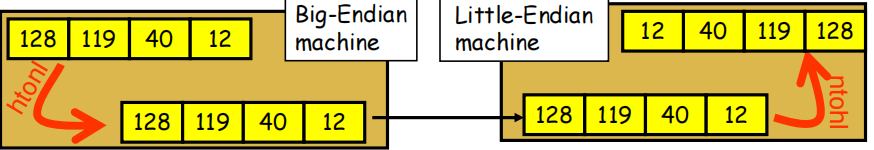 Big-Endian
machine
128 119 40 12
htonl
128 119 40 12
Little-Endian
machine
12 40 119 128
128 119 40 12
ntohl